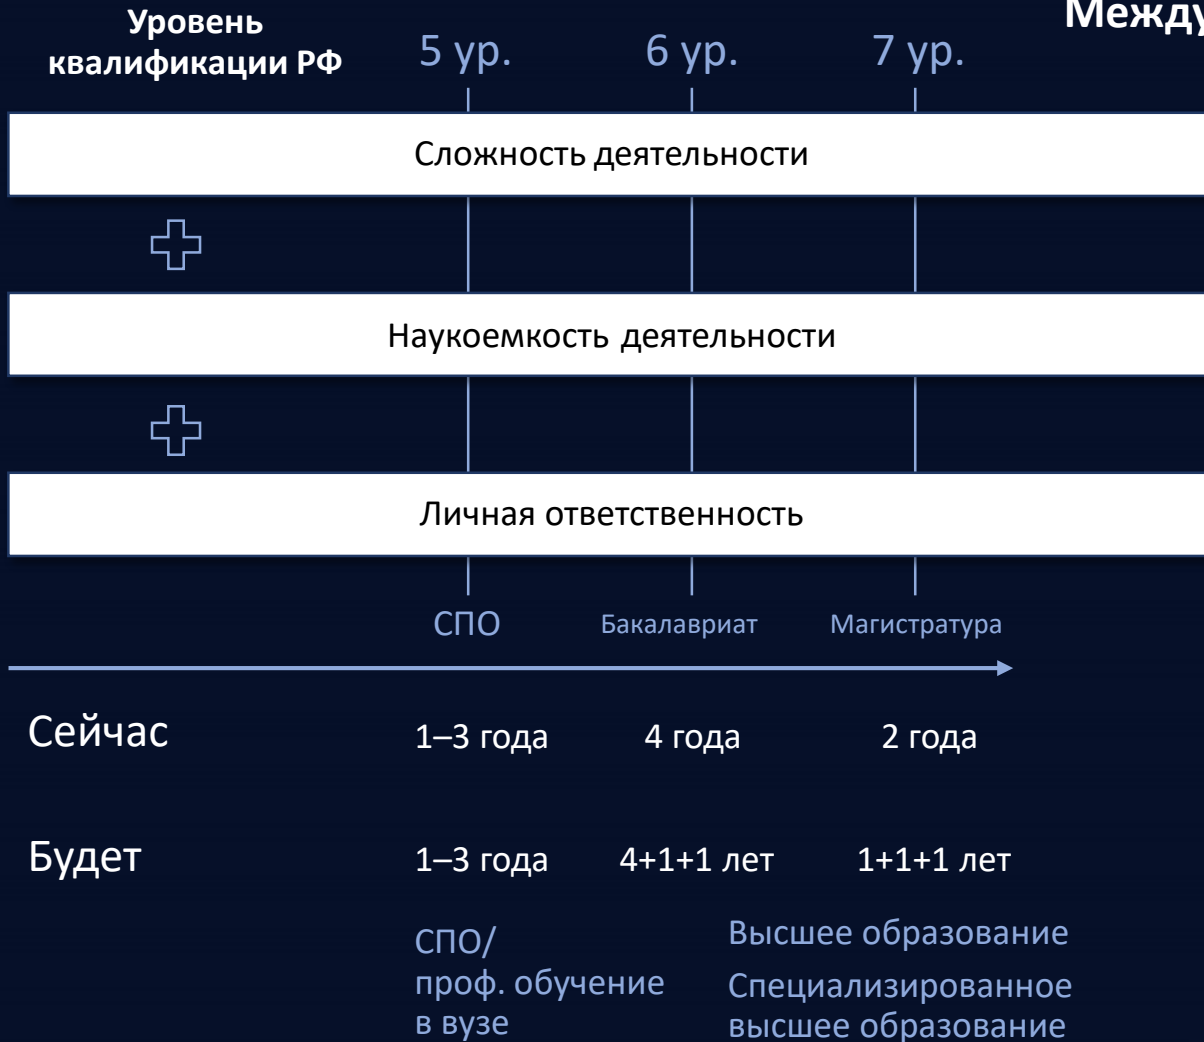 Уровень
квалификации РФ
5 ур.
6 ур.
7 ур.
Сложность деятельности
Наукоемкость деятельности
Личная ответственность
СПО
Бакалавриат
Магистратура
Сейчас
1–3 года
4 года
2 года
Будет
1–3 года
4+1+1 лет
1+1+1 лет
СПО/
проф. обучение
в вузе
Высшее образование
Специализированное
высшее образование